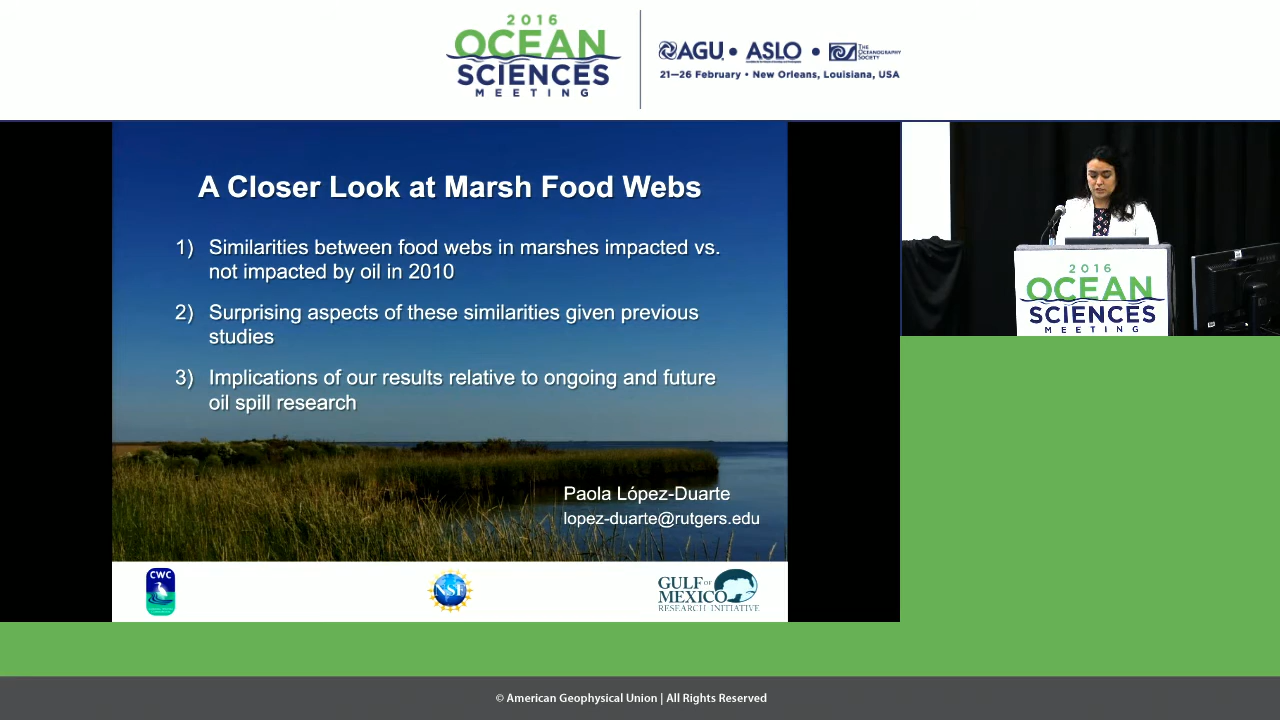 2016
OCEAN
SCIENCES
MEETING
AGU • ASLO • THE OCEANOGRAPHY SOCIETY
21—26 February • New Orleans, Louisiana, USA
A Closer Look at Marsh Food Webs
1) Similarities between food webs in marshes impacted vs.
not impacted by oil in 2010
2) Surprising aspects of these similarities given previous
studies
3) Implications of our results relative to ongoing and future
oil spill research
Paola López-Duarte
lopez-duarte@rutgers.edu
CWC
NSF
GULF OF
MEXICO
RESEARCH INITIATIVE
2016
OCEAN
SCIENCES
MEETING
© American Geophysical Union | All Rights Reserved